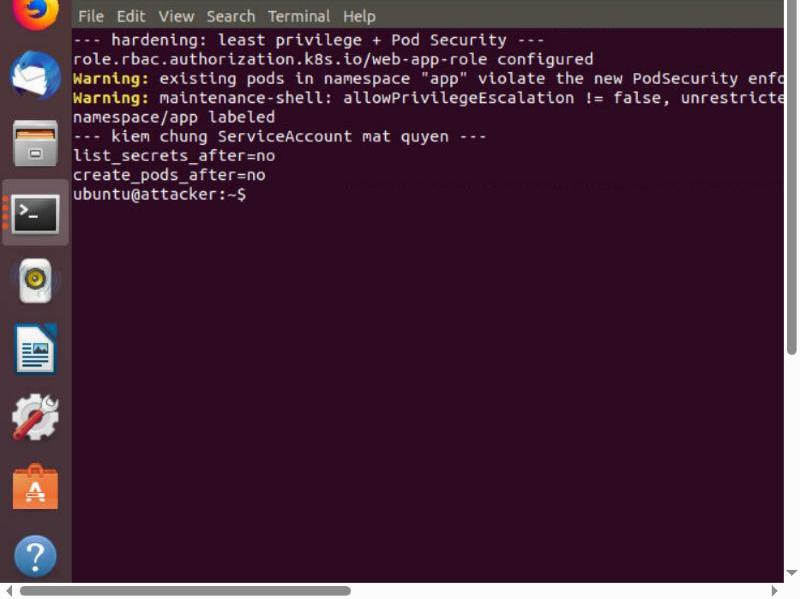 File Edit View Search Terminal Help
--- hardening: least privilege + Pod Security ---
role.rbac.authorization.k8s.io/web-app-role configured
Warning: existing pods in namespace "app" violate the new PodSecurity enfo
Warning: maintenance-shell: allowPrivilegeEscalation != false, unrestricte
namespace/app labeled
--- kiem chung ServiceAccount mat quyen ---
list_secrets_after=no
create_pods_after=no
ubuntu@attacker:~$